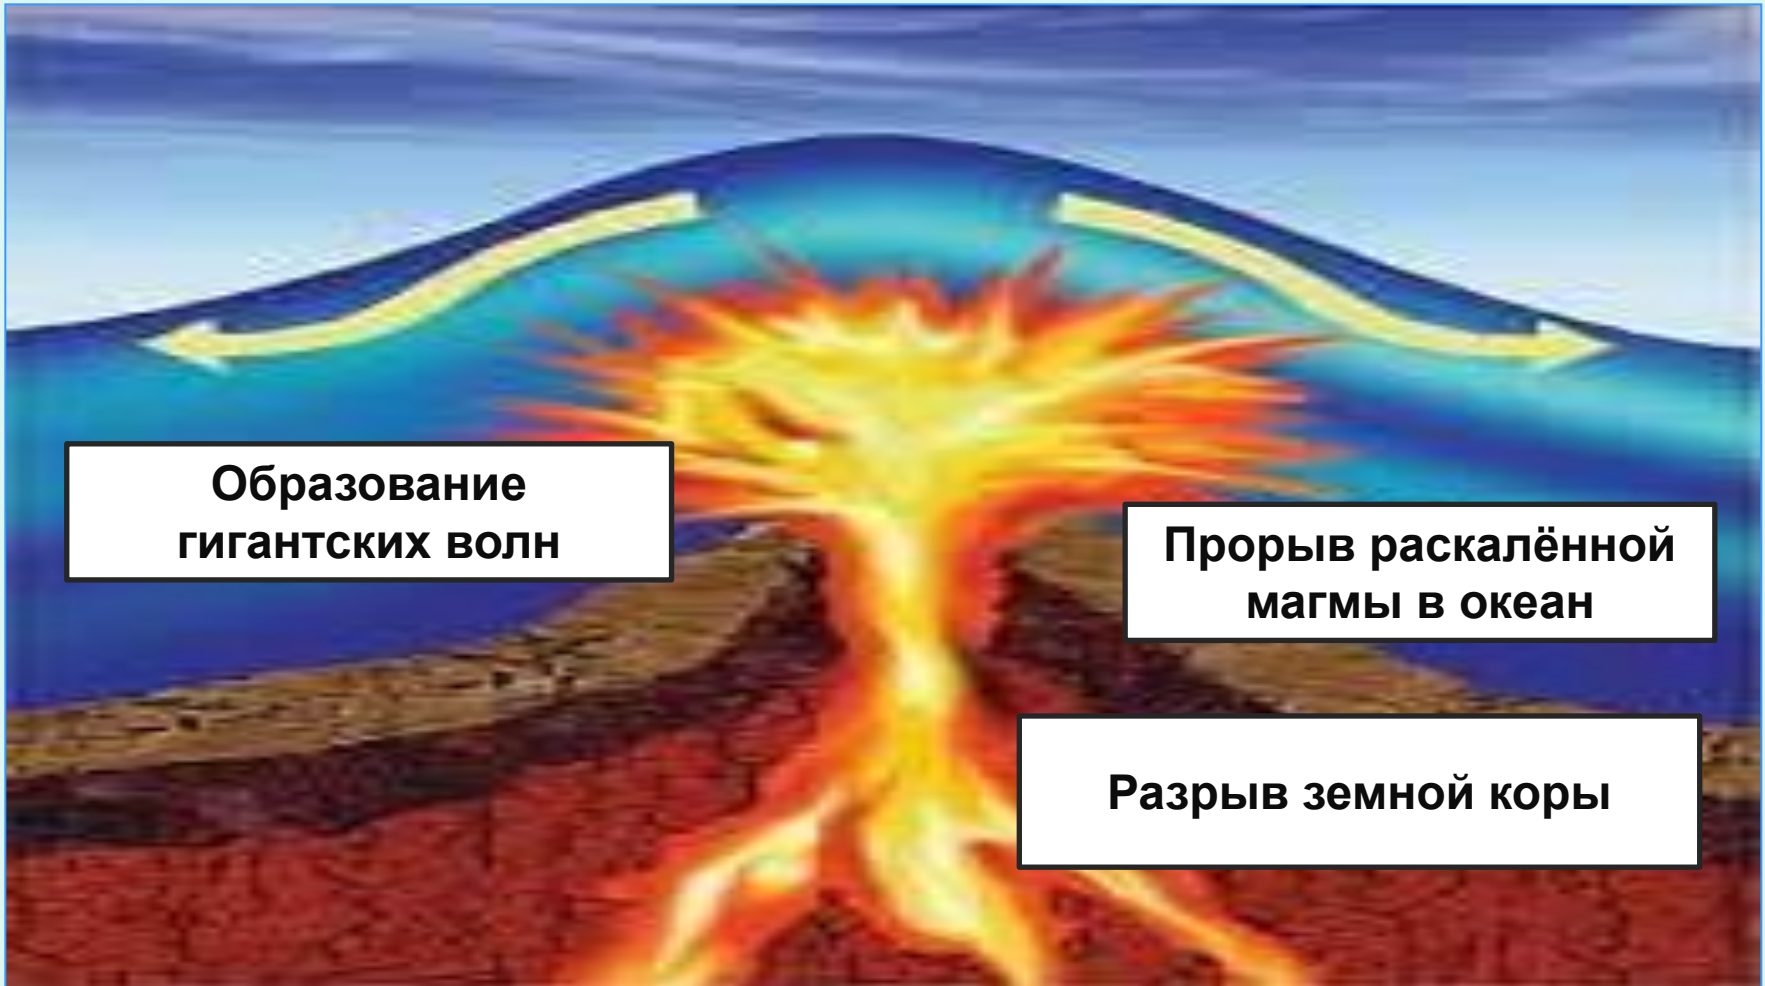 Образование
гигантских волн
Прорыв раскалённой
магмы в океан
Разрыв земной коры